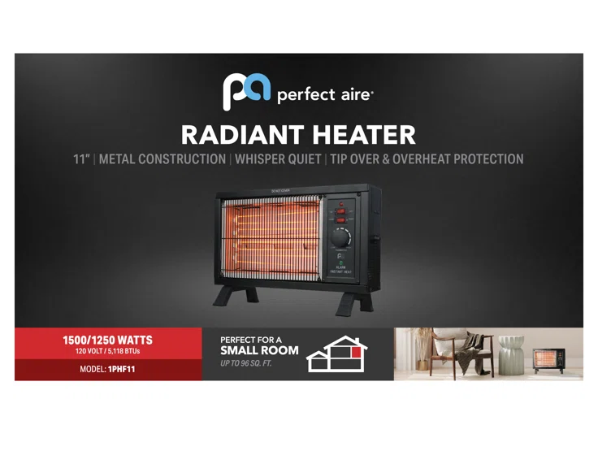 pa perfect aire®
RADIANT HEATER
11" | METAL CONSTRUCTION | WHISPER QUIET | TIP OVER & OVERHEAT PROTECTION
1500/1250 WATTS
120 VOLT / 5,118 BTUs
MODEL: 1PHF11
PERFECT FOR A
SMALL ROOM
UP TO 96 SQ. FT.